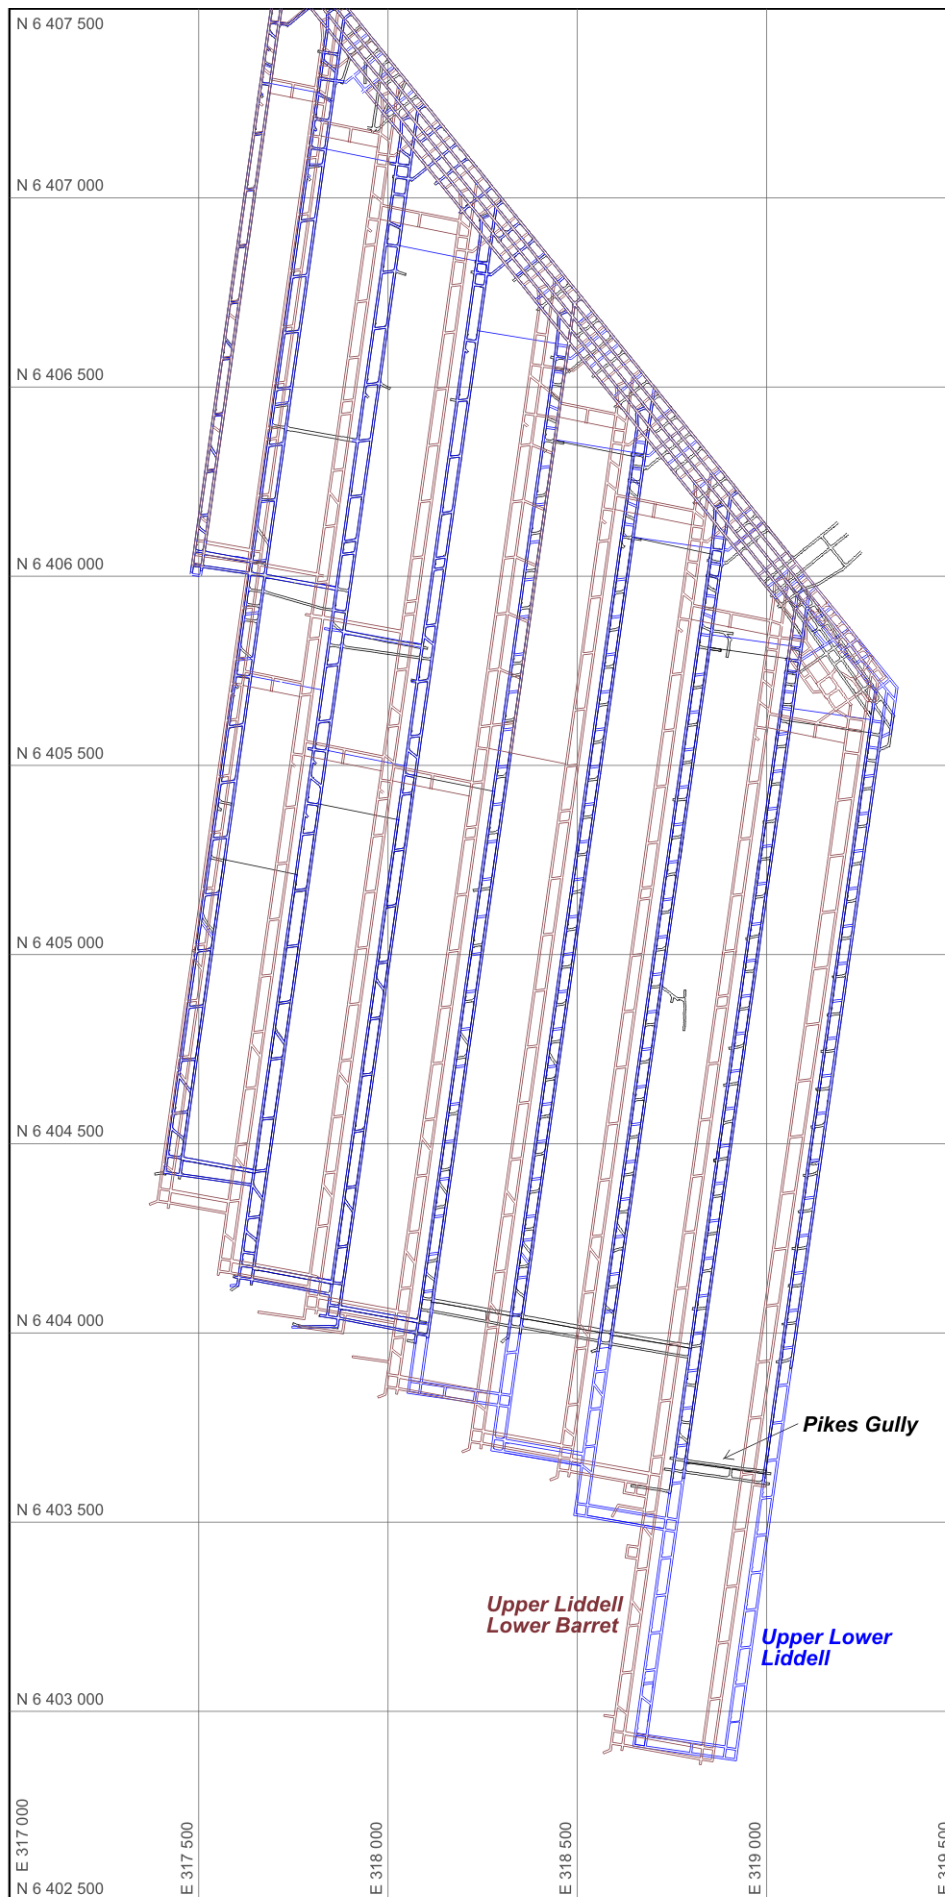 N 6 407 500
N 6 407 000
N 6 406 500
N 6 406 000
N 6 405 500
N 6 405 000
N 6 404 500
N 6 404 000
Pikes Gully
N 6 403 500
Upper Liddell
Lower Barret
Upper Lower
Liddell
N 6 403 000
E 317 000
E 317 500
E 318 000
E 318 500
E 319 000
E 319 500
N 6 402 500